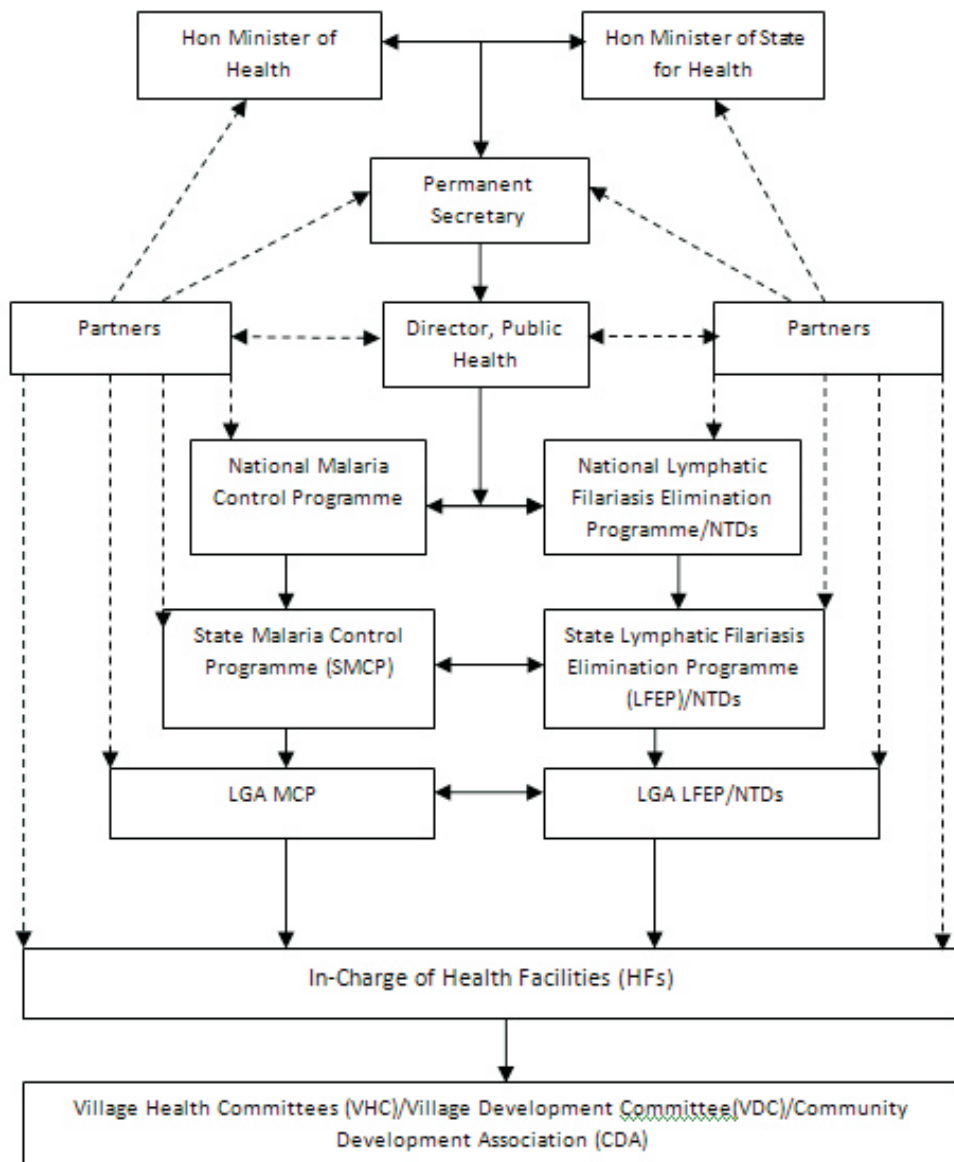 Hon Minister of
Health
Hon Minister of State
for Health
Permanent
Secretary
Partners
Director, Public
Health
Partners
National Malaria
Control Programme
National Lymphatic
Filariasis Elimination
Programme/NTDs
State Malaria Control
Programme (SMCP)
State Lymphatic Filariasis
Elimination Programme
(LFEP)/NTDs
LGA MCP
LGA LFEP/NTDs
In-Charge of Health Facilities (HFs)
Village Health Committees (VHC)/Village Development Committee(VDC)/Community
Development Association (CDA)